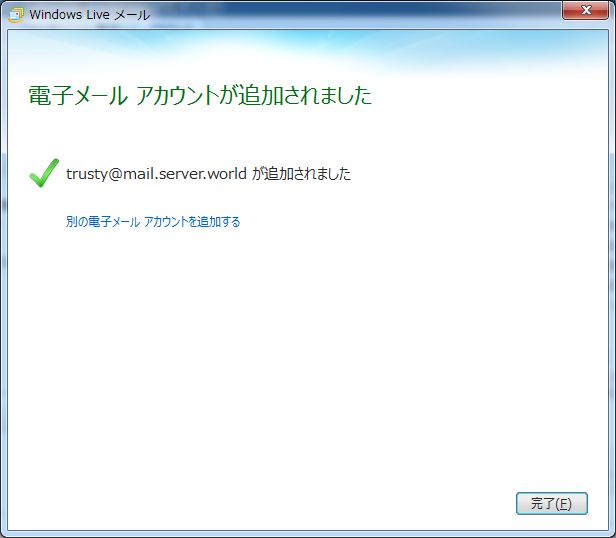 Windows Live メール
電子メール アカウントが追加されました
trusty@mail.server.world が追加されました
別の電子メール アカウントを追加する
完了(F)